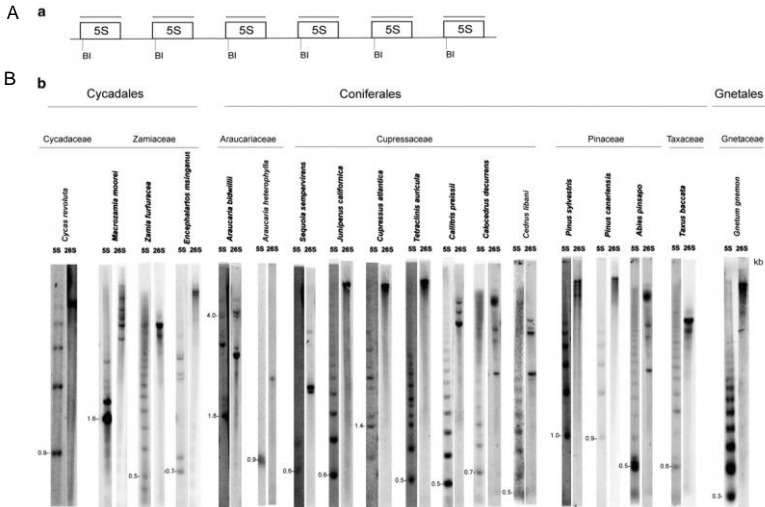 A
a
5S 5S 5S 5S 5S 5S
BI BI BI BI BI BI
B
b
Cycadales Coniferales Gnetales
Cycadaceae Zamiaceae Araucariaceae Cupressaceae Pinaceae Taxaceae Gnetaceae
Cycas revoluta
Macrozamia moorei
Zamia furfuracea
Encephalartos msinganus
Araucaria bidwillii
Araucaria heterophylla
Sequoia sempervirens
Juniperus californica
Cupressus atlantica
Tetraclinis auricula
Callitris preissii
Calocedrus decurrens
Cedrus libani
Pinus sylvestris
Pinus canariensis
Abies pinsapo
Taxus baccata
Gnetum gnemon
5S 26S 5S 26S 5S 26S 5S 26S 5S 26S 5S 26S 5S 26S 5S 26S 5S 26S 5S 26S 5S 26S 5S 26S 5S 26S 5S 26S 5S 26S 5S 26S 5S 26S 5S 26S
kb
4.0
1.6 1.8
1.4
1.0
0.9 0.9 0.9
0.5 0.7 0.6 0.6 0.5 0.5 0.7 0.5 0.5 0.6
0.3